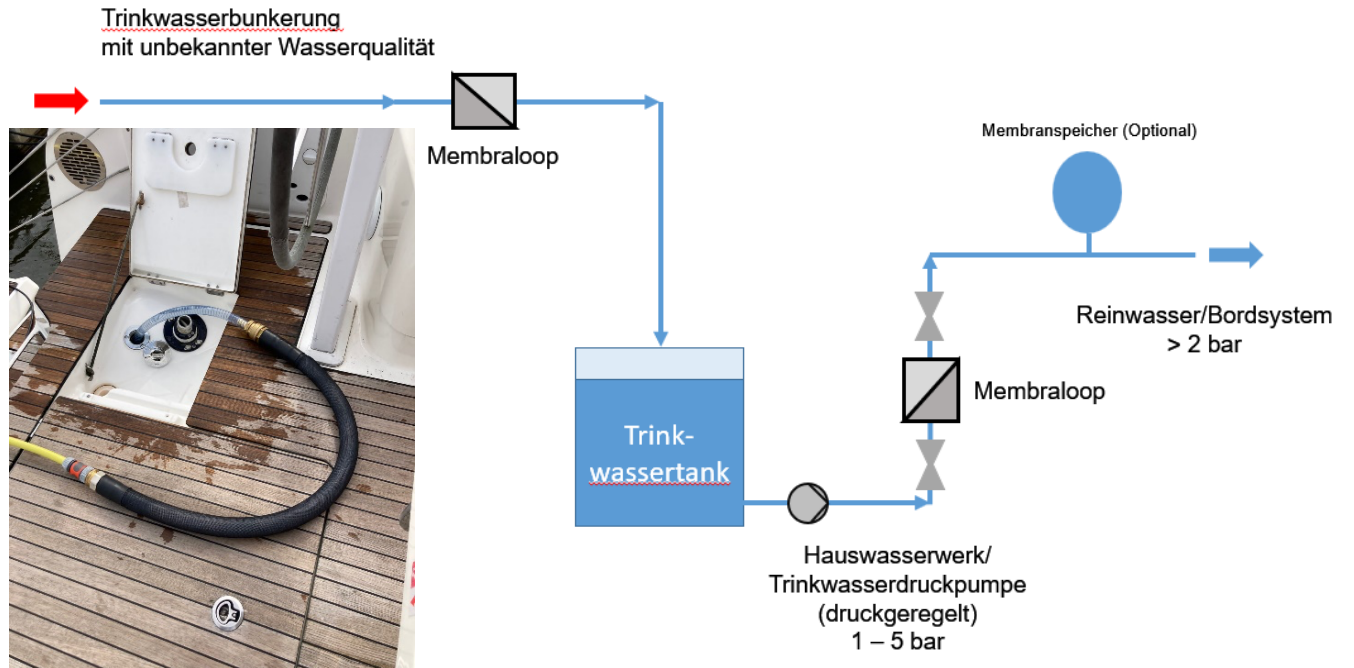 Trinkwasserbunkerung
mit unbekannter Wasserqualität
Membraloop
Membranspeicher (Optional)
Reinwasser/Bordsystem
> 2 bar
Membraloop
Trink-
wassertank
Hauswasserwerk/
Trinkwasserdruckpumpe
(druckgeregelt)
1 – 5 bar